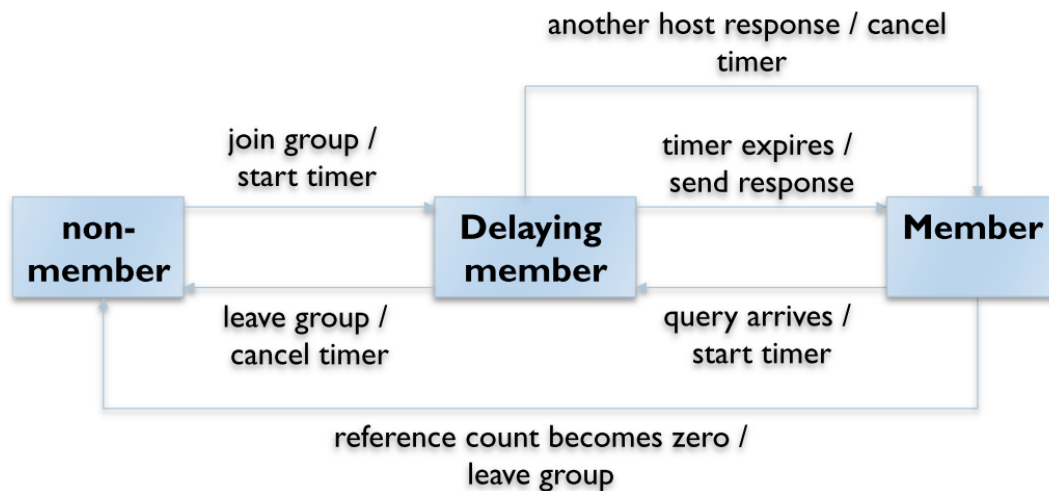 another host response / cancel
timer
join group /
start timer
timer expires /
send response
non-
member
Delaying
member
Member
leave group /
cancel timer
query arrives /
start timer
reference count becomes zero /
leave group